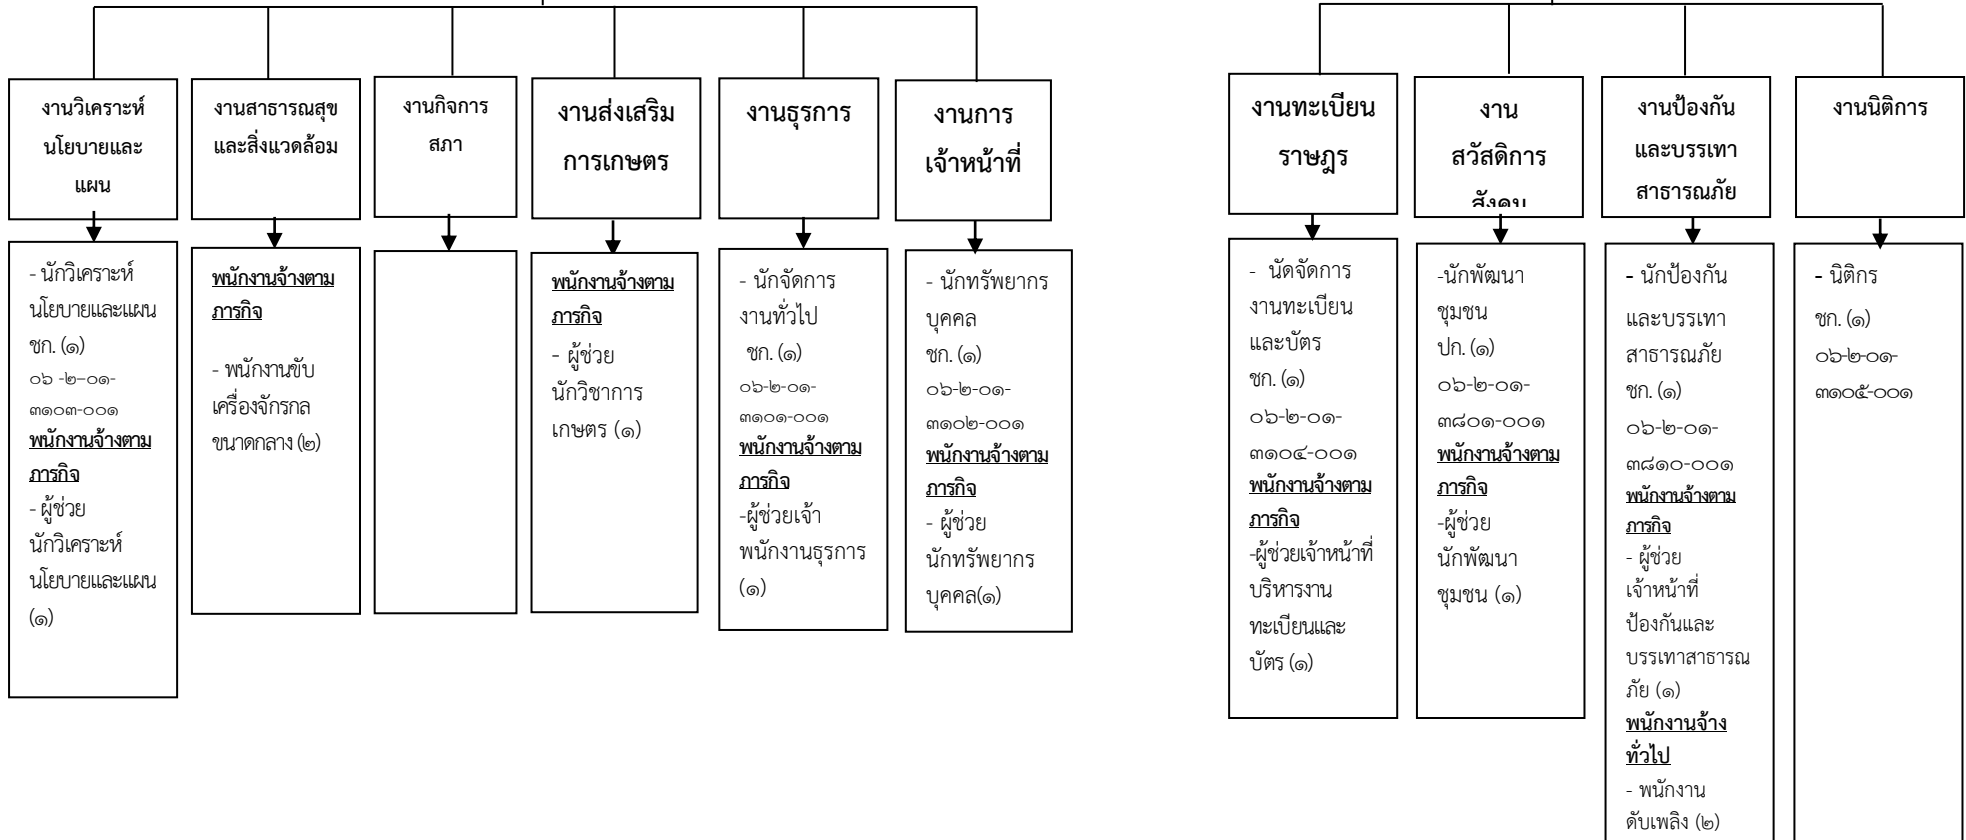 งานวิเคราะห์
นโยบายและ
แผน
งานสาธารณสุข
และสิ่งแวดล้อม
งานกิจการ
สภา
งานส่งเสริม
การเกษตร
งานธุรการ
งานการ
เจ้าหน้าที่
งานทะเบียน
ราษฎร
งาน
สวัสดิการ
สังคม
งานป้องกัน
และบรรเทา
สาธารณภัย
งานนิติการ
- นักวิเคราะห์
นโยบายและแผน
ชก. (๑)
๐๖ -๒-๐๑-
๓๑๐๓-๐๐๑
พนักงานจ้างตาม
ภารกิจ
- ผู้ช่วย
นักวิเคราะห์
นโยบายและแผน
(๑)
พนักงานจ้างตาม
ภารกิจ
- พนักงานขับ
เครื่องจักรกล
ขนาดกลาง (๒)
พนักงานจ้างตาม
ภารกิจ
- ผู้ช่วย
นักวิชาการ
เกษตร (๑)
- นักจัดการ
งานทั่วไป
ชก. (๑)
๐๖-๒-๐๑-
๓๑๐๑-๐๐๑
พนักงานจ้างตาม
ภารกิจ
-ผู้ช่วยเจ้า
พนักงานธุรการ
(๑)
- นักทรัพยากร
บุคคล
ชก. (๑)
๐๖-๒-๐๑-
๓๑๐๒-๐๐๑
พนักงานจ้างตาม
ภารกิจ
- ผู้ช่วย
นักทรัพยากร
บุคคล(๑)
- นัดจัดการ
งานทะเบียน
และบัตร
ชก. (๑)
๐๖-๒-๐๑-
๓๑๐๔-๐๐๑
พนักงานจ้างตาม
ภารกิจ
-ผู้ช่วยเจ้าหน้าที่
บริหารงาน
ทะเบียนและ
บัตร (๑)
-นักพัฒนา
ชุมชน
ปก. (๑)
๐๖-๒-๐๑-
๓๘๐๑-๐๐๑
พนักงานจ้างตาม
ภารกิจ
-ผู้ช่วย
นักพัฒนา
ชุมชน (๑)
- นักป้องกัน
และบรรเทา
สาธารณภัย
ชก. (๑)
๐๖-๒-๐๑-
๓๘๑๐-๐๐๑
พนักงานจ้างตาม
ภารกิจ
- ผู้ช่วย
เจ้าหน้าที่
ป้องกันและ
บรรเทาสาธารณ
ภัย (๑)
พนักงานจ้าง
ทั่วไป
- พนักงาน
ดับเพลิง (๒)
- นิติกร
ชก. (๑)
๐๖-๒-๐๑-
๓๑๐๕-๐๐๑